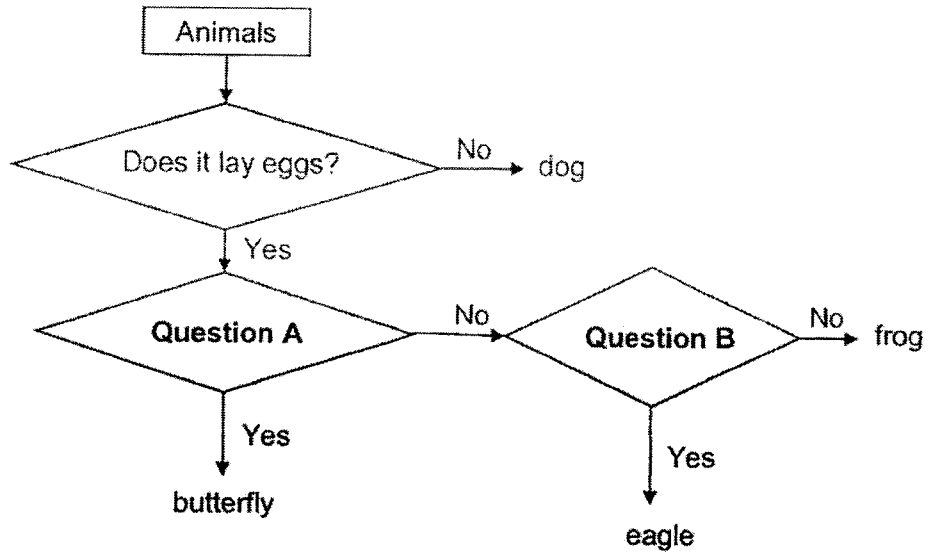 Animals
Does it lay eggs?
No
dog
Yes
Question A
No
Question B
No
frog
Yes
butterfly
Yes
eagle